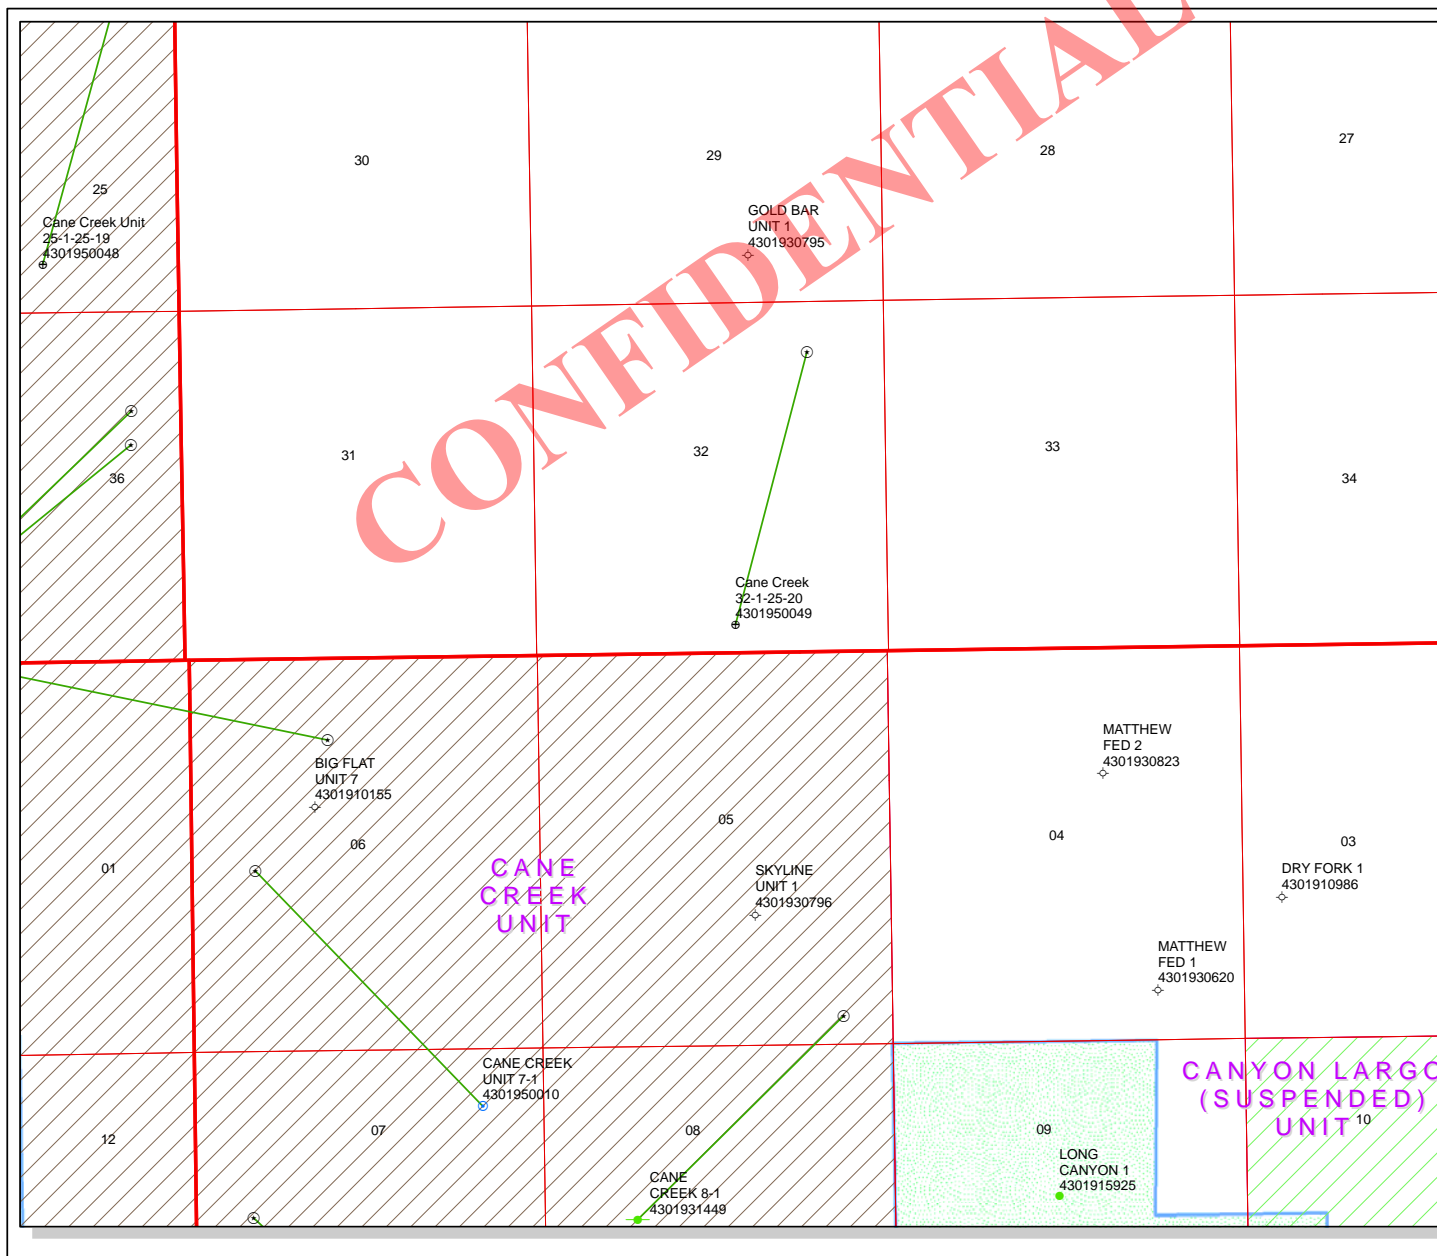 CONFIDENTIAL
30
29
28
27
25
Cane Creek Unit
25-1-25-19
4301950048
GOLD BAR
UNIT 1
4301930795
36
31
32
33
34
Cane Creek
32-1-25-20
4301950049
BIG FLAT
UNIT 7
4301910155
MATTHEW
FED 2
4301930823
01
06
05
04
03
CANE
CREEK
UNIT
SKYLINE
UNIT 1
4301930796
DRY FORK 1
4301910986
MATTHEW
FED 1
4301930620
CANE CREEK
UNIT 7-1
4301950010
CANYON LARGO
(SUSPENDED)
UNIT
12
07
08
09
10
LONG
CANYON 1
4301915925
CANE
CREEK 8-1
4301931449